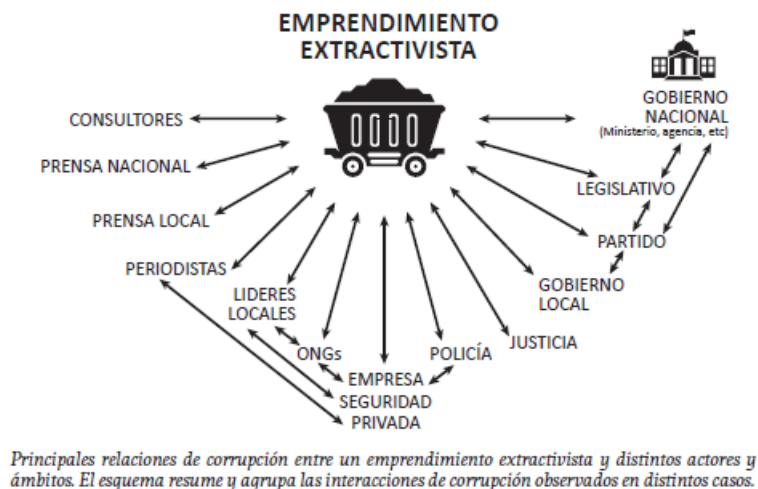 EMPRENDIMIENTO
EXTRACTIVISTA
GOBIERNO
NACIONAL
(Ministerio, agencia, etc)
CONSULTORES
PRENSA NACIONAL
LEGISLATIVO
PRENSA LOCAL
PARTIDO
PERIODISTAS
GOBIERNO
LOCAL
LIDERES
LOCALES
JUSTICIA
ONGs
POLICÍA
EMPRESA
SEGURIDAD
PRIVADA
Principales relaciones de corrupción entre un emprendimiento extractivista y distintos actores y
ámbitos. El esquema resume y agrupa las interacciones de corrupción observados en distintos casos.